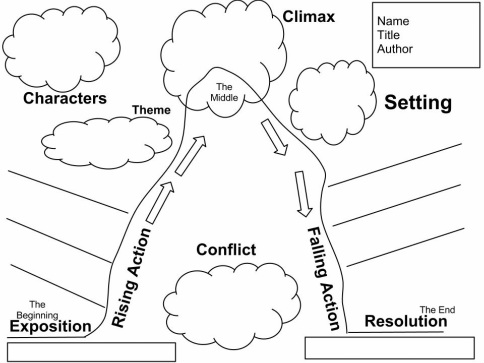 Climax
Name
Title
Author
Characters
The
Middle
Theme
Setting
Rising Action
Conflict
Falling Action
The
Beginning
Exposition
The End
Resolution